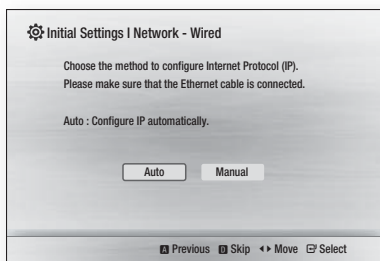 Initial Settings I Network - Wired
Choose the method to configure Internet Protocol (IP).
Please make sure that the Ethernet cable is connected.
Auto : Configure IP automatically.
Auto Manual
A Previous D Skip Move Select